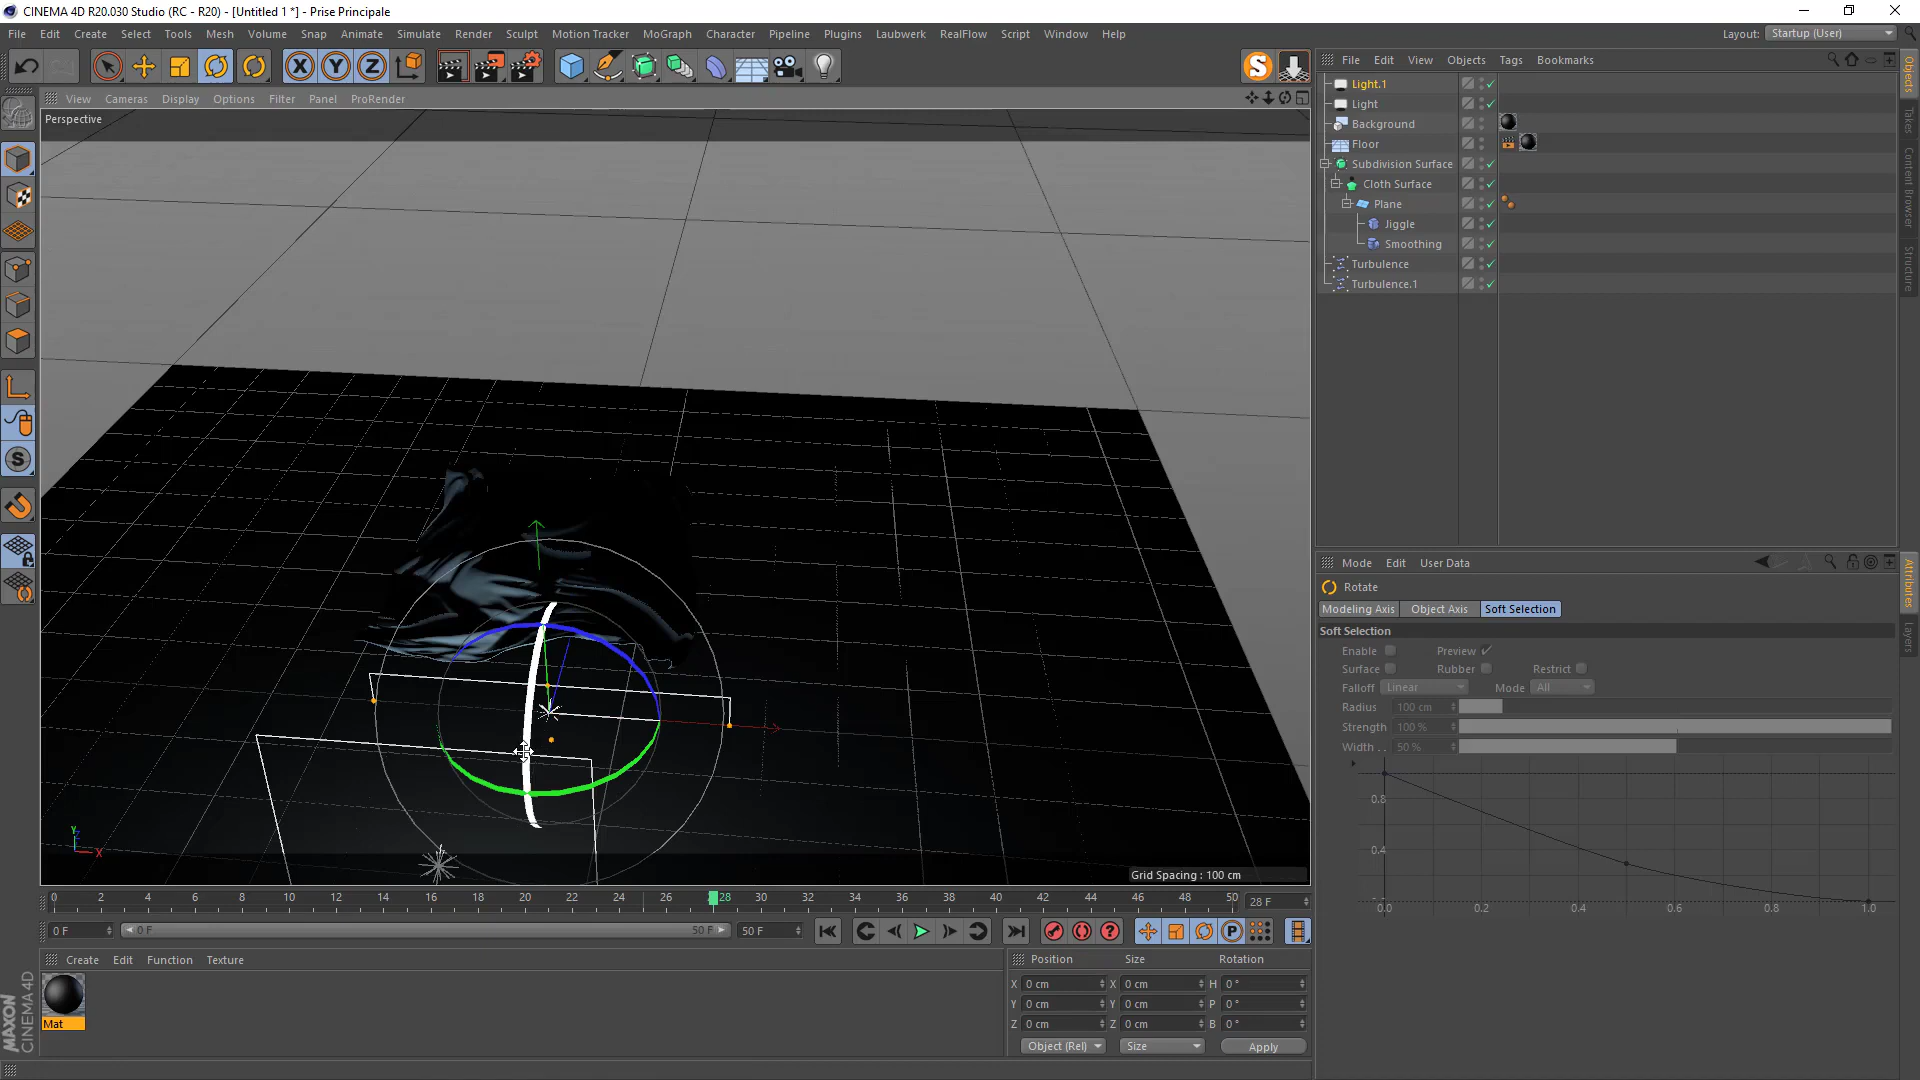 CINEMA 4D R20.030 Studio (RC - R20) - [Untitled 1 *] - Prise Principale
File Edit Create Select Tools Mesh Volume Snap Animate Simulate Render Sculpt Motion Tracker MoGraph Character Pipeline Plugins Laubwerk RealFlow Script Window Help Layout: Startup (User)
X Y Z S
File Edit View Objects Tags Bookmarks
View Cameras Display Options Filter Panel ProRender
Perspective
Light.1
Light
Background
Floor
Subdivision Surface
Cloth Surface
Plane
Jiggle
Smoothing
Turbulence
Turbulence.1
Objects
Takes
Content Browser
Structure
S
Mode Edit User Data
Rotate
Modeling Axis Object Axis Soft Selection
Soft Selection
Enable Preview
Surface Rubber Restrict
Falloff Linear Mode All
Radius 100 cm
Strength 100 %
Width . . 50 %
0.8
0.4
0.0 0.2 0.4 0.6 0.8 1.0
Attributes
Layers
Y
Z
X
Grid Spacing : 100 cm
0 2 4 6 8 10 12 14 16 18 20 22 24 26 28 30 32 34 36 38 40 42 44 46 48 50 28 F
0 F 0 F 50 F 50 F P
Create Edit Function Texture
Mat
Position Size Rotation
X 0 cm X 0 cm H 0 °
Y 0 cm Y 0 cm P 0 °
Z 0 cm Z 0 cm B 0 °
Object (Rel) Size Apply
MAXON
CINEMA 4D